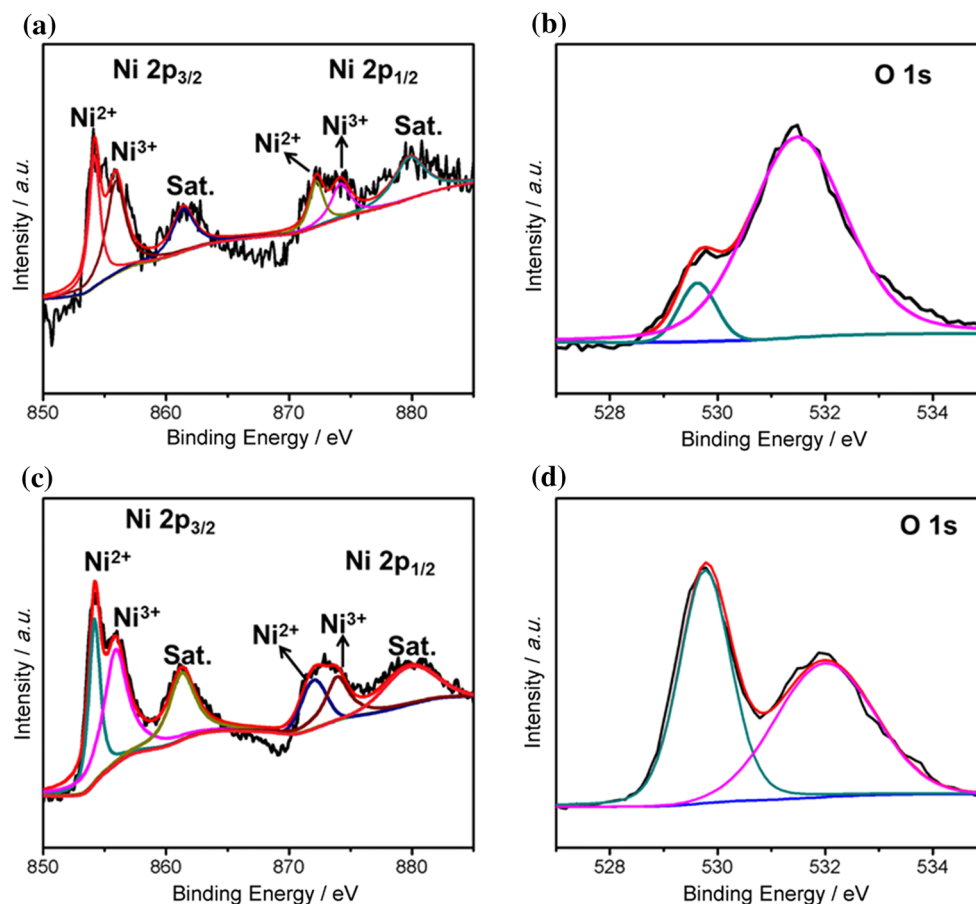 (a)
Ni 2p3/2
Ni 2p1/2
Ni2+
Ni3+
Sat.
Ni2+
Ni3+
Sat.
Intensity / a.u.
850 860 870 880
Binding Energy / eV
(b)
O 1s
Intensity / a.u.
528 530 532 534
Binding Energy / eV
(c)
Ni 2p3/2
Ni 2p1/2
Ni2+
Ni3+
Sat.
Ni2+
Ni3+
Sat.
Intensity / a.u.
850 860 870 880
Binding Energy / eV
(d)
O 1s
Intensity / a.u.
528 530 532 534
Binding Energy / eV